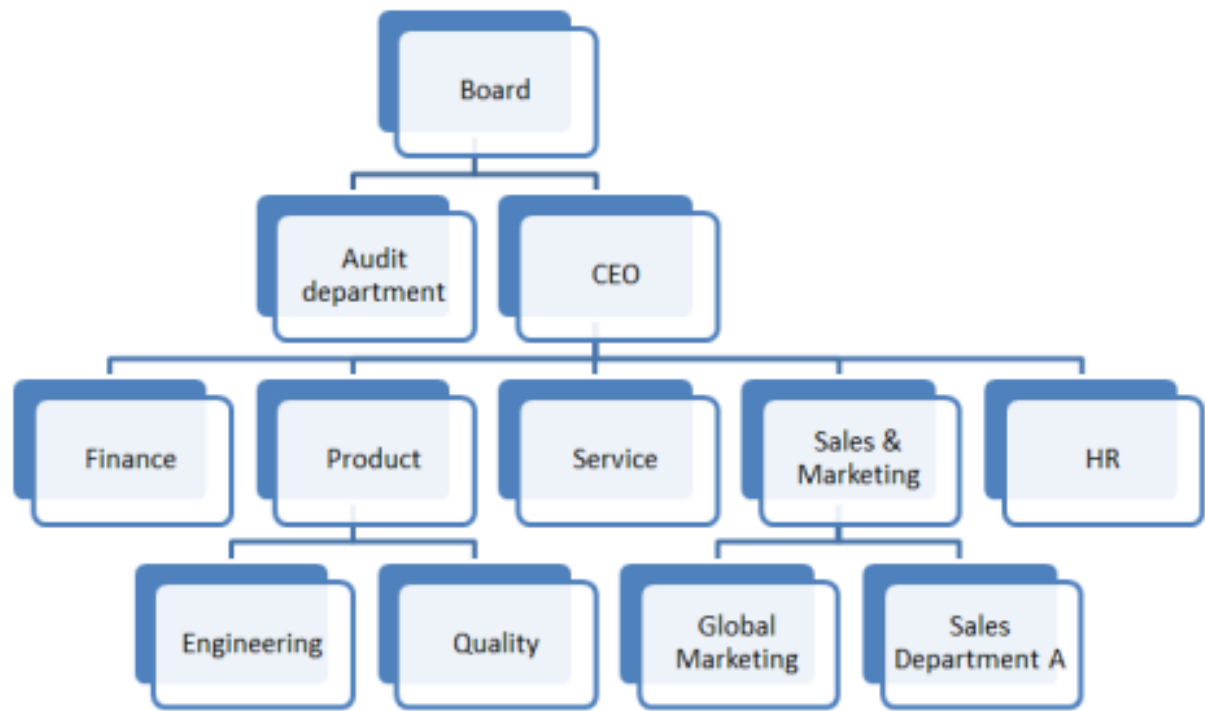 Board
Audit
department
CEO
Finance
Product
Service
Sales &
Marketing
HR
Engineering
Quality
Global
Marketing
Sales
Department A